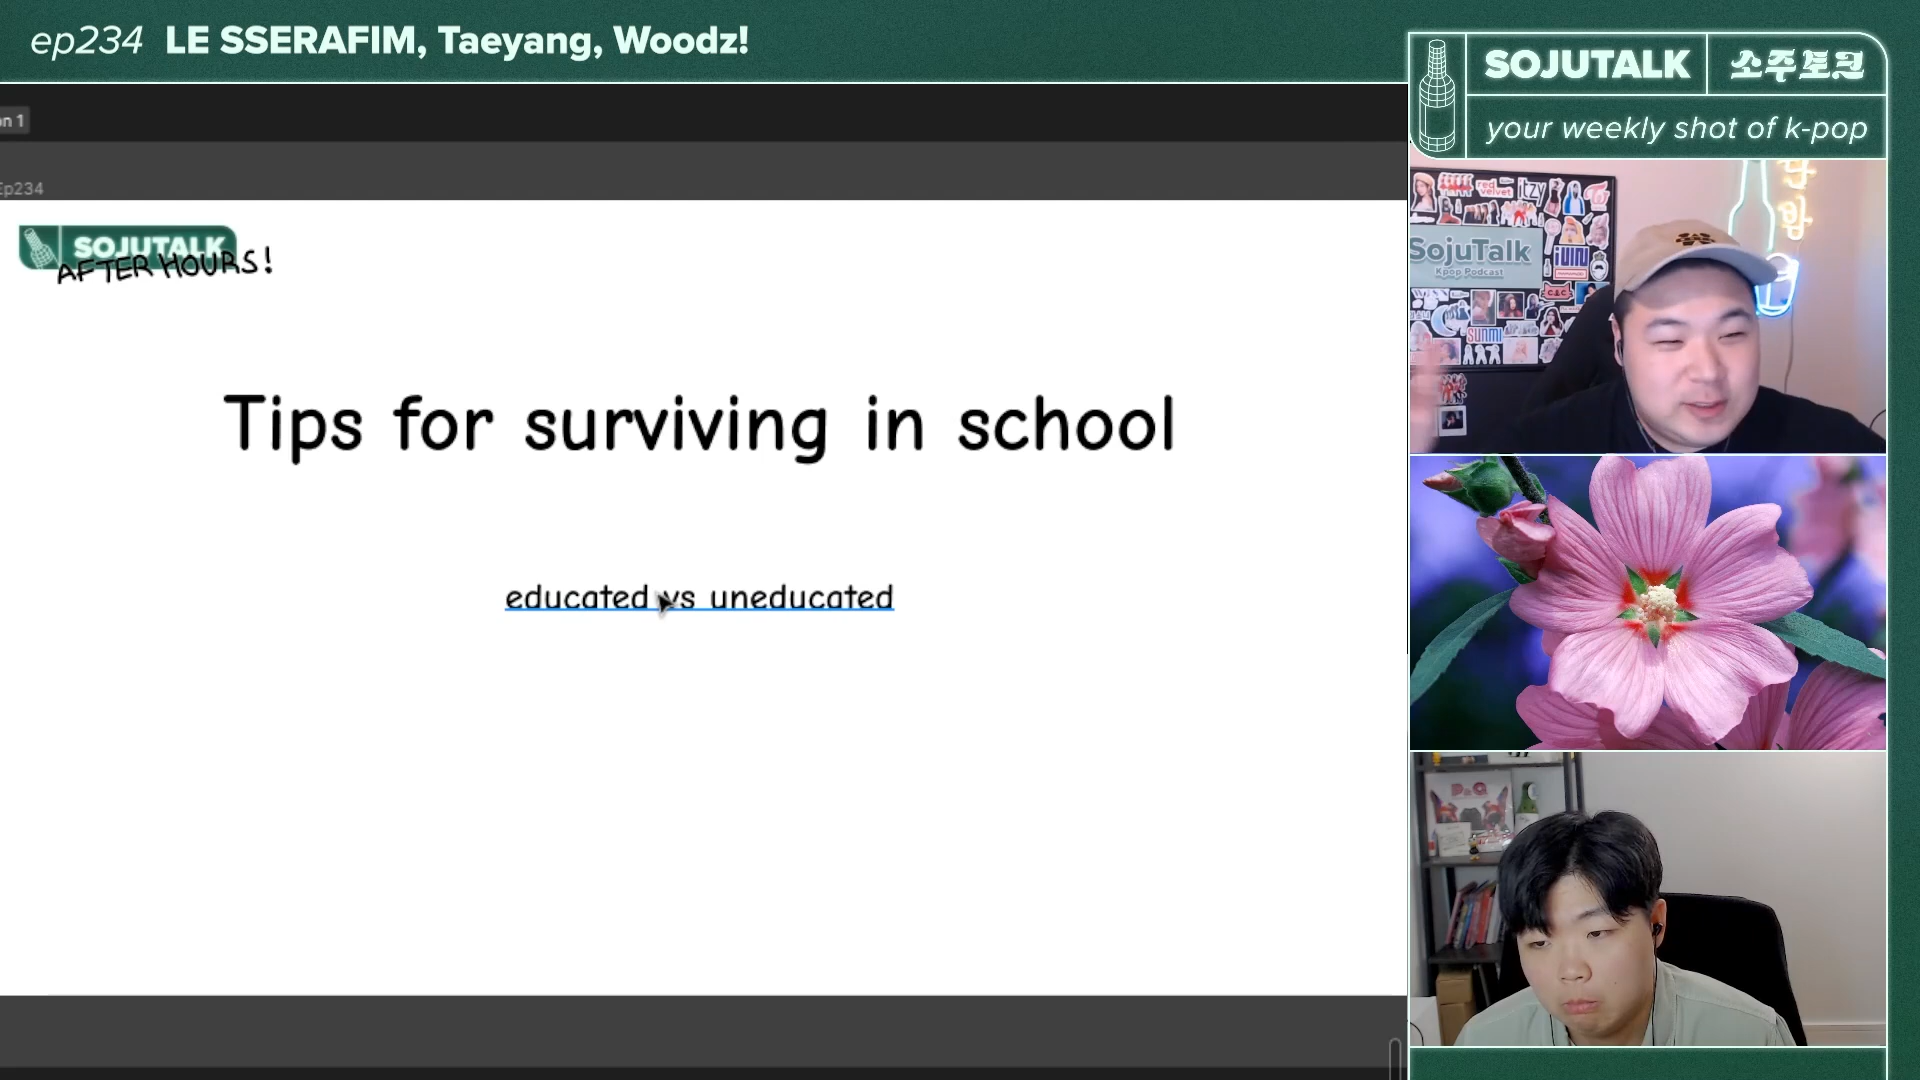 ep234 LE SSERAFIM, Taeyang, Woodz!
SOJUTALK
소주토크
your weekly shot of k-pop
on 1
Ep234
SOJUTALK
AFTER HOURS!
Tips for surviving in school
educated vs uneducated
red velvet
itzy
SojuTalk
Kpop Podcast
SUNMI